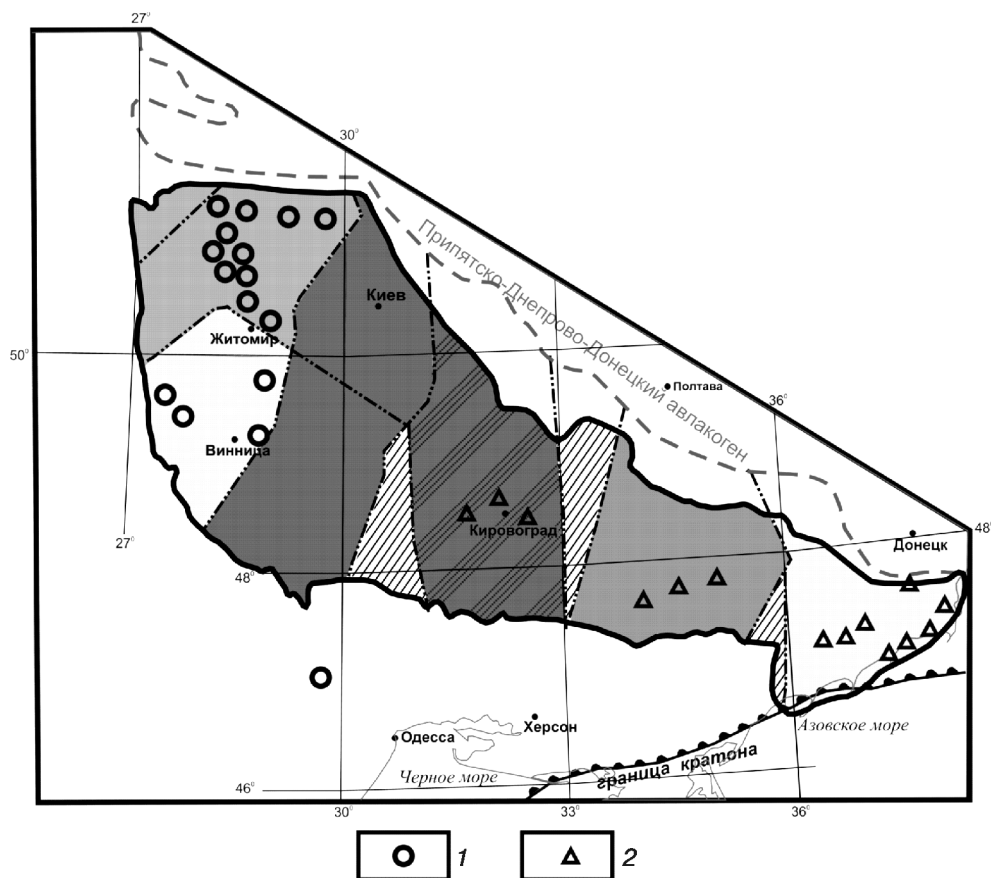 27°
30°
Припятско-Днепрово-Донецкий авлакоген
Киев
Житомир
50°
Полтава
36°
Винница
Кировоград
48°
Донецк
27°
48°
Азовское море
Херсон
Одесса
граница кратона
Черное море
46°
30°
33°
36°
1
2